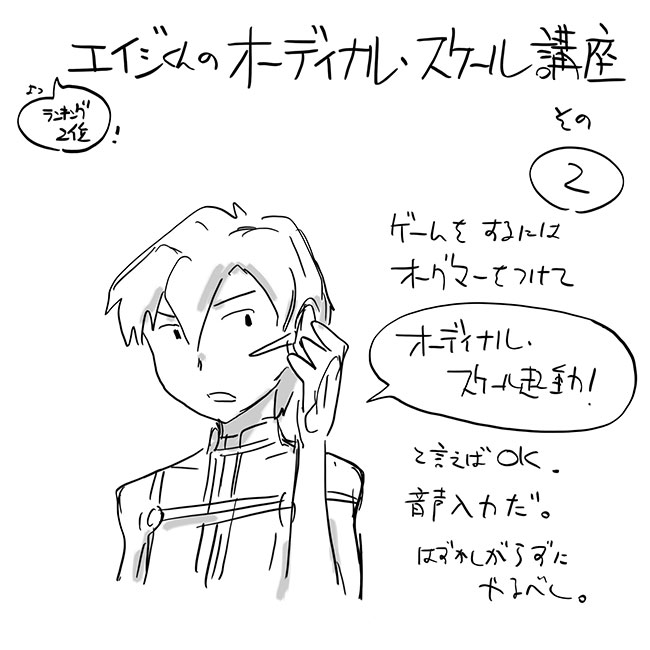 エイジくんのオーディカル・スケール講座
ランキング
2位
!
その
2
ゲームをするには
オーグマーをつけて
オーディナル・
スケール起動!
と言えばOK.
音声入力だ。
はずかしがらずに
やるべし。